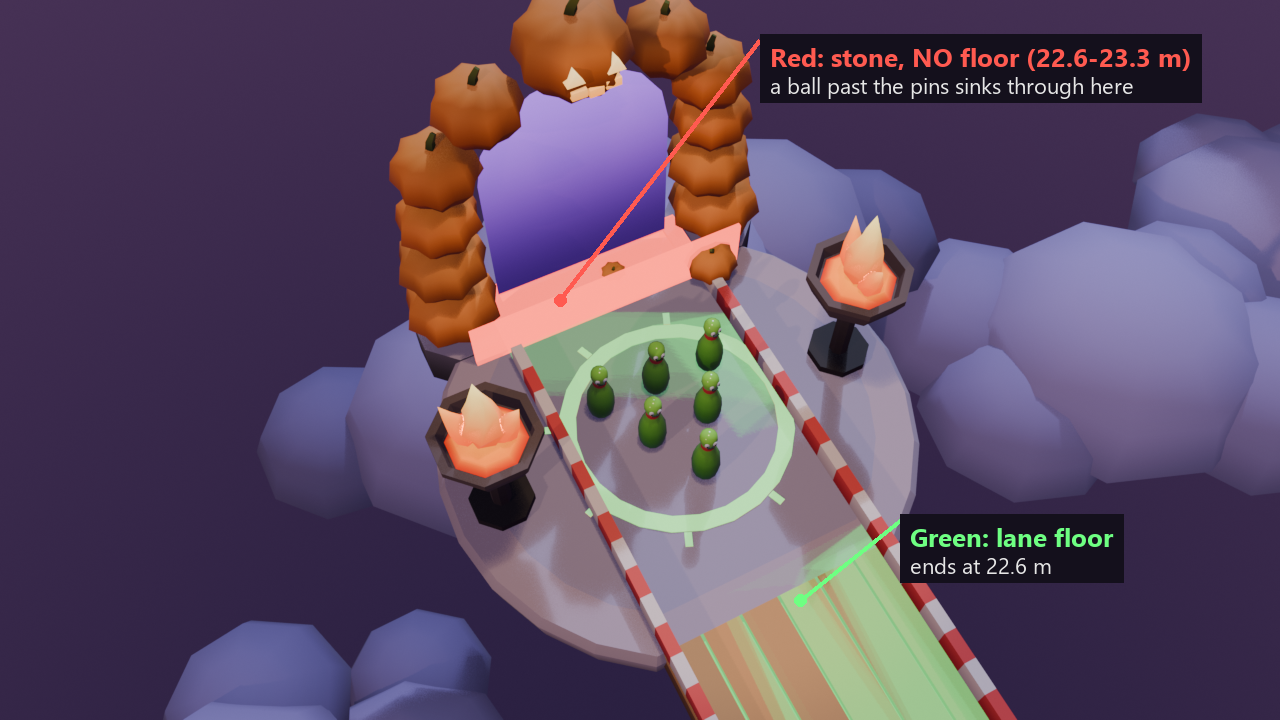 Red: stone, NO floor (22.6-23.3 m)
a ball past the pins sinks through here
Green: lane floor
ends at 22.6 m